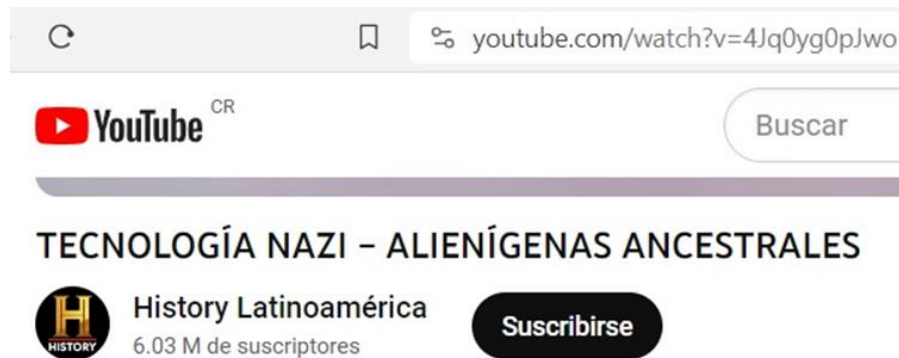 youtube.com/watch?v=4Jq0yg0pJwo
YouTube CR
Buscar
TECNOLOGÍA NAZI – ALIENÍGENAS ANCESTRALES
H
HISTORY
History Latinoamérica
6.03 M de suscriptores
Suscribirse